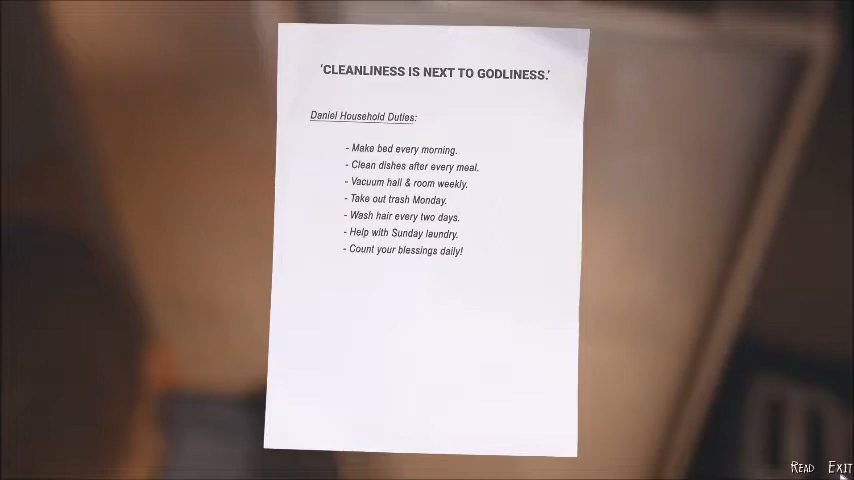 'CLEANLINESS IS NEXT TO GODLINESS.'
Daniel Household Duties:
- Make bed every morning.
- Clean dishes after every meal.
- Vacuum hall & room weekly.
- Take out trash Monday.
- Wash hair every two days.
- Help with Sunday laundry.
- Count your blessings daily!
READ EXIT